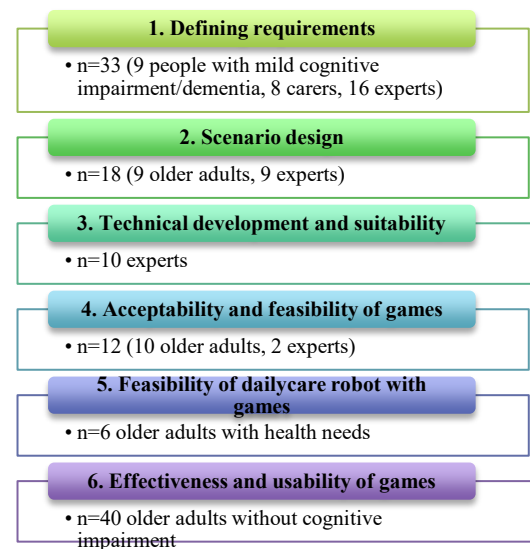 1. Defining requirements
• n=33 (9 people with mild cognitive
impairment/dementia, 8 carers, 16 experts)
2. Scenario design
• n=18 (9 older adults, 9 experts)
3. Technical development and suitability
• n=10 experts
4. Acceptability and feasibility of games
• n=12 (10 older adults, 2 experts)
5. Feasibility of dailycare robot with
games
• n=6 older adults with health needs
6. Effectiveness and usability of games
• n=40 older adults without cognitive
impairment